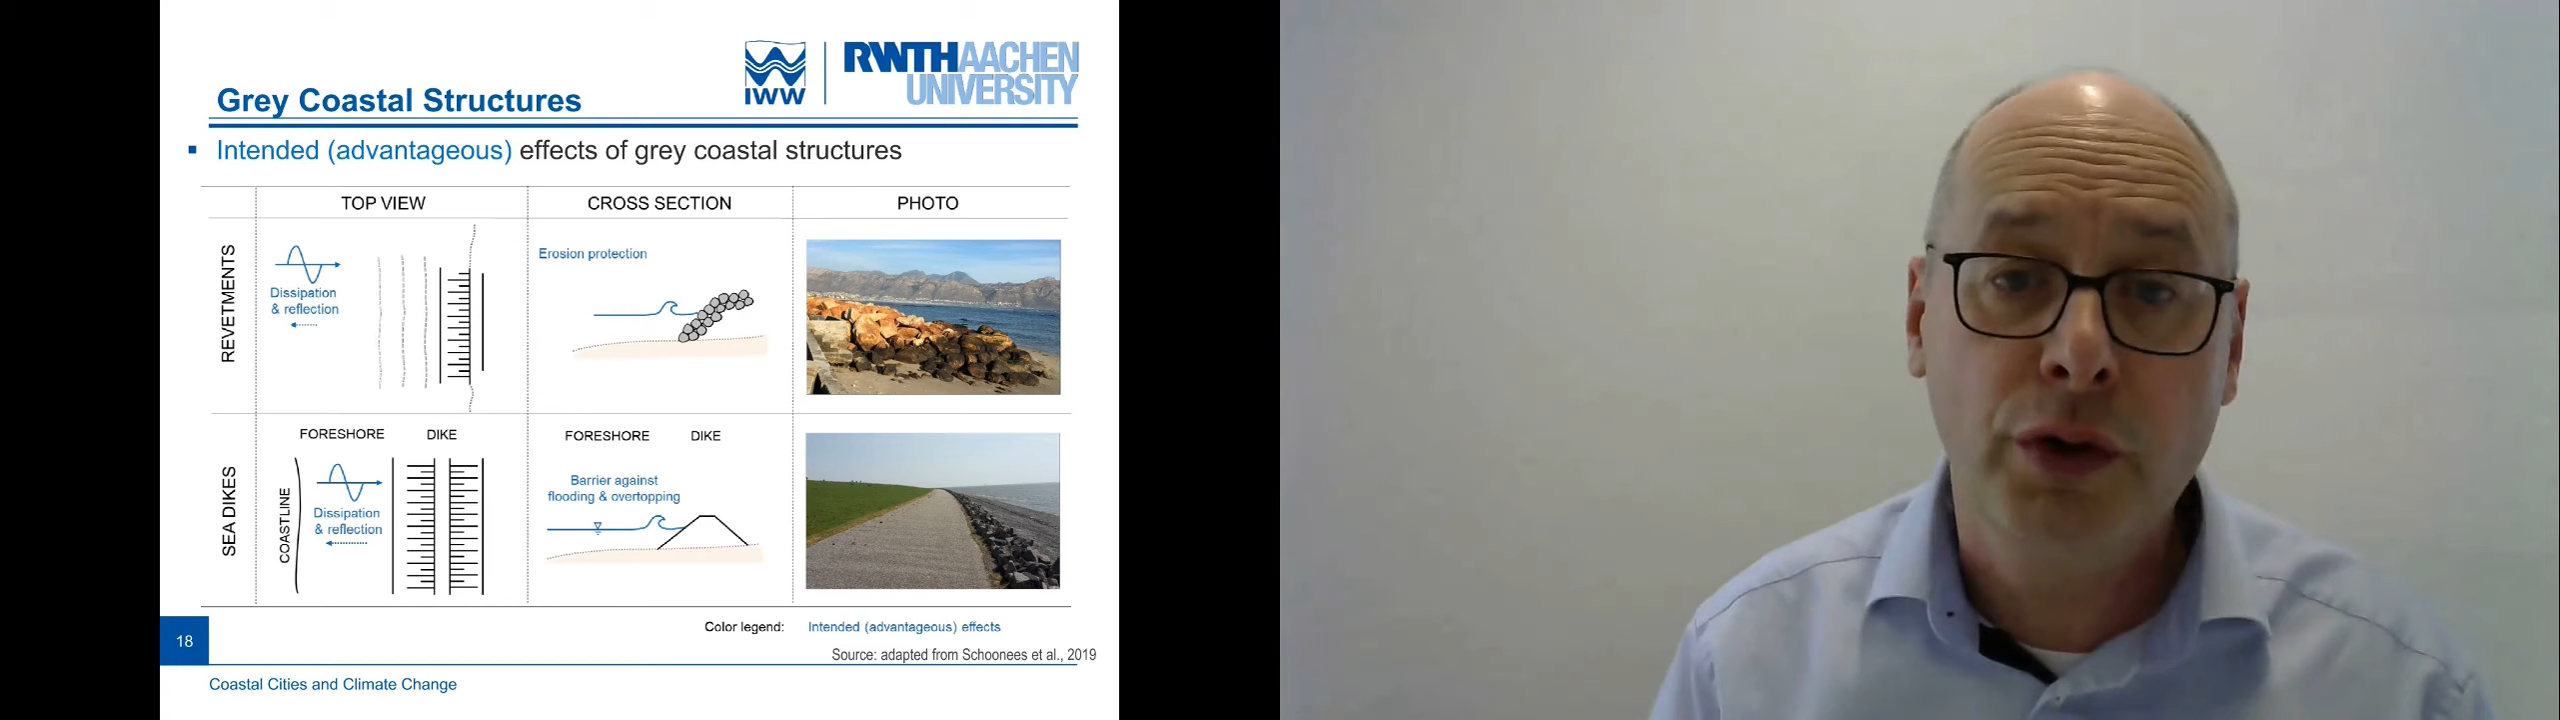 IWW
RWTHAACHEN
UNIVERSITY
Grey Coastal Structures
Intended (advantageous) effects of grey coastal structures
TOP VIEW
CROSS SECTION
PHOTO
REVETMENTS
Dissipation
& reflection
Erosion protection
SEA DIKES
FORESHORE
DIKE
COASTLINE
Dissipation
& reflection
FORESHORE
DIKE
Barrier against
flooding & overtopping
Color legend: Intended (advantageous) effects
18
Source: adapted from Schoonees et al., 2019
Coastal Cities and Climate Change